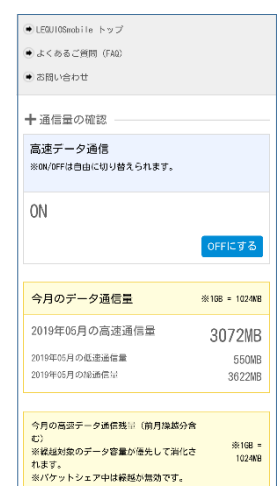 LEQUIOSmobile トップ
よくあるご質問 (FAQ)
お問い合わせ
通信量の確認
高速データ通信
※ON/OFFは自由に切り替えられます。
ON
OFFにする
今月のデータ通信量 ※1GB = 1024MB
2019年05月の高速通信量 3072MB
2019年05月の低速通信量 550MB
2019年05月の総通信量 3622MB
今月の高速データ通信残量 (前月繰越分含
む)
※繰越対象のデータ容量が優先して消化さ
れます。
※パケットシェア中は繰越が無効です。
※1GB =
1024MB